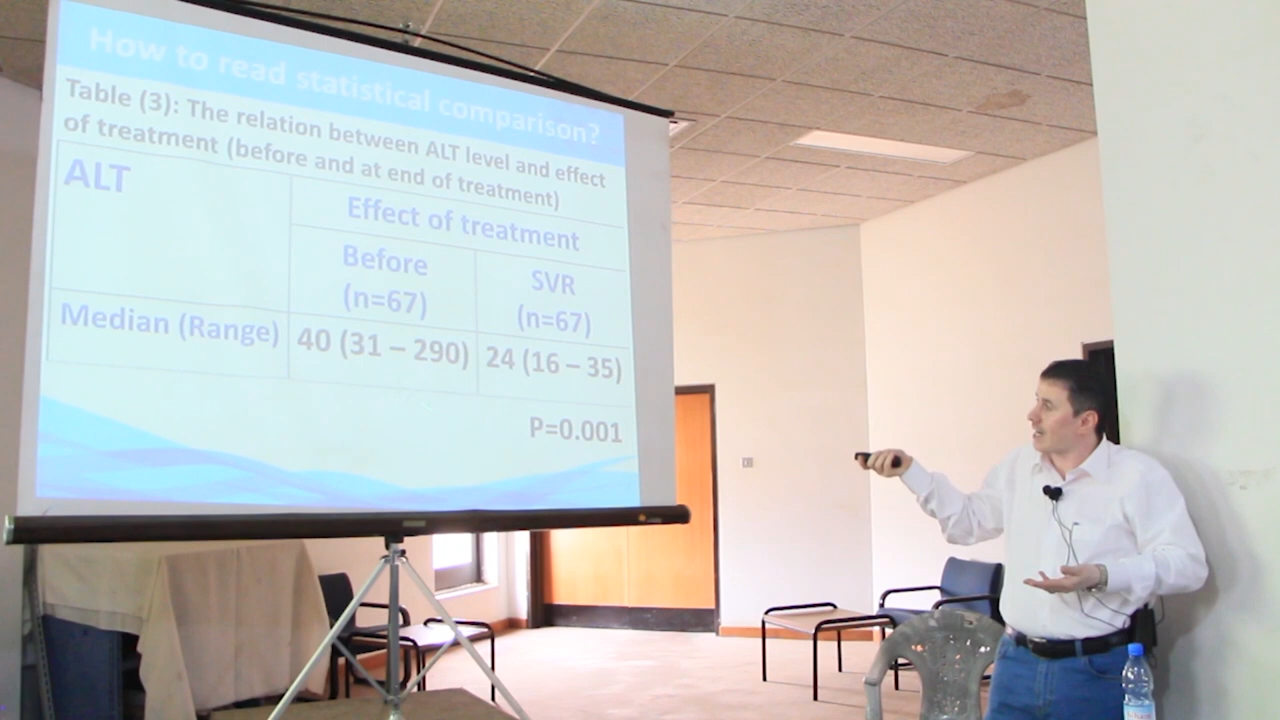 How to read statistical comparison?
Table (3): The relation between ALT level and effect
of treatment (before and at end of treatment)
ALT
Effect of treatment
Before
(n=67)
SVR
(n=67)
Median (Range)
40 (31 – 290)
24 (16 – 35)
P=0.001